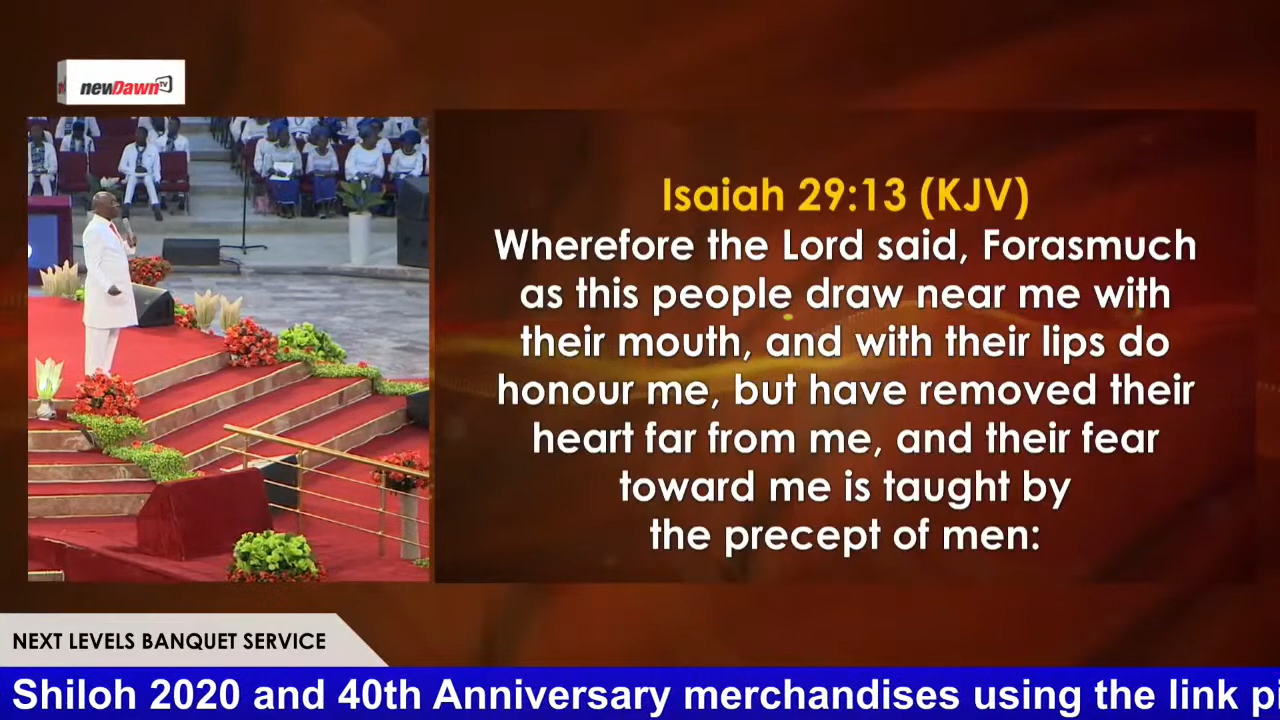 newDawn TV
Isaiah 29:13 (KJV)
Wherefore the Lord said, Forasmuch
as this people draw near me with
their mouth, and with their lips do
honour me, but have removed their
heart far from me, and their fear
toward me is taught by
the precept of men:
NEXT LEVELS BANQUET SERVICE
Shiloh 2020 and 40th Anniversary merchandises using the link pi